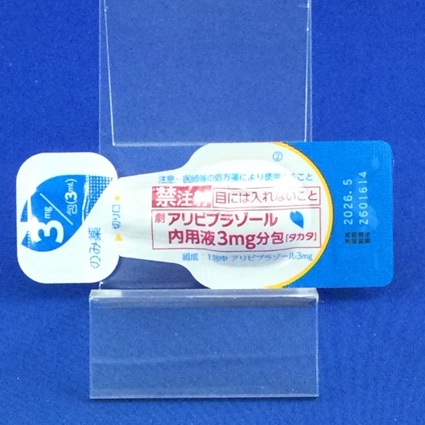 ②
注意-医師等の処方箋により使用すること
禁注射 目には入れないこと
劇 アリピプラゾール
内用液3mg分包「タカタ」
組成：1包中 アリピプラゾール3mg
3mg
/包(3mL)
のみ薬
切り口
2026.5
Z601614